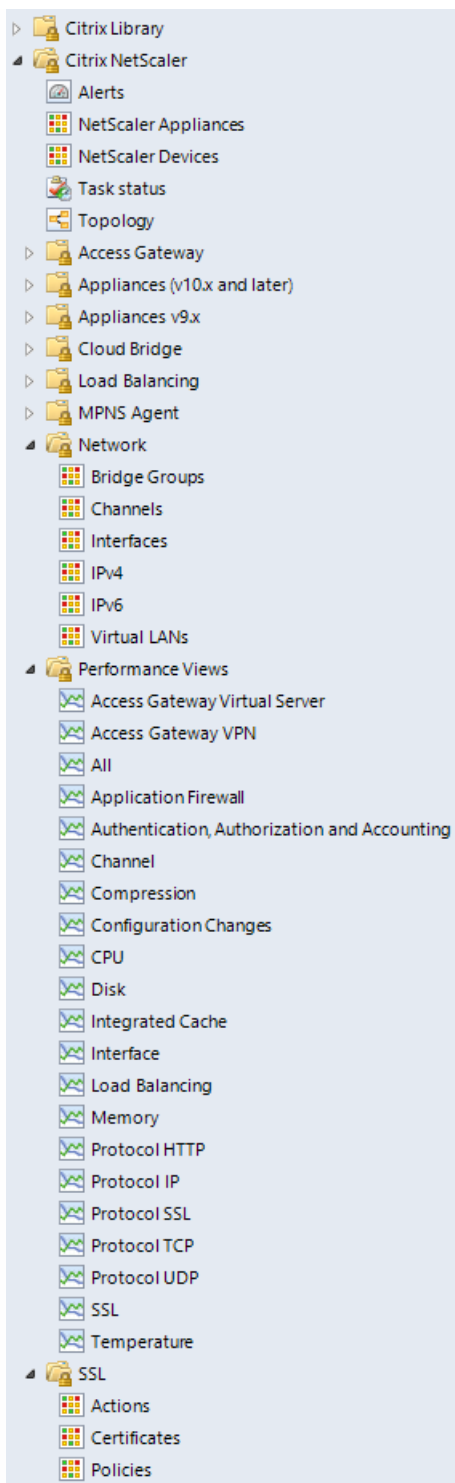 Citrix Library
Citrix NetScaler
Alerts
NetScaler Appliances
NetScaler Devices
Task status
Topology
Access Gateway
Appliances (v10.x and later)
Appliances v9.x
Cloud Bridge
Load Balancing
MPNS Agent
Network
Bridge Groups
Channels
Interfaces
IPv4
IPv6
Virtual LANs
Performance Views
Access Gateway Virtual Server
Access Gateway VPN
All
Application Firewall
Authentication, Authorization and Accounting
Channel
Compression
Configuration Changes
CPU
Disk
Integrated Cache
Interface
Load Balancing
Memory
Protocol HTTP
Protocol IP
Protocol SSL
Protocol TCP
Protocol UDP
SSL
Temperature
SSL
Actions
Certificates
Policies